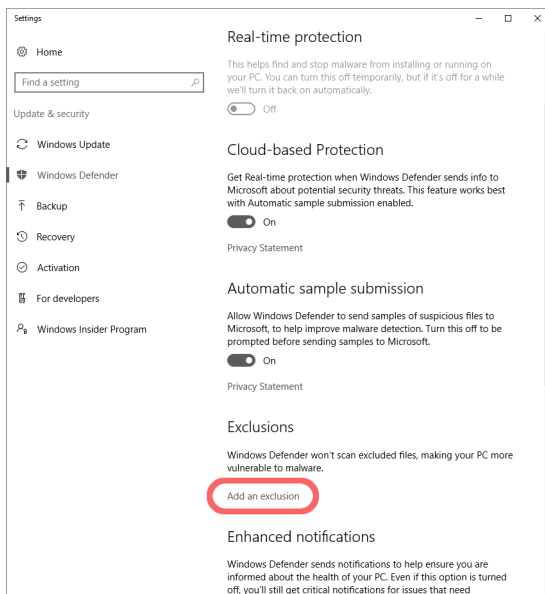 Settings
Home
Find a setting
Update & security
Windows Update
Windows Defender
Backup
Recovery
Activation
For developers
Windows Insider Program
Real-time protection
This helps find and stop malware from installing or running on
your PC. You can turn this off temporarily, but if it's off for a while
we'll turn it back on automatically.
Off
Cloud-based Protection
Get Real-time protection when Windows Defender sends info to
Microsoft about potential security threats. This feature works best
with Automatic sample submission enabled.
On
Privacy Statement
Automatic sample submission
Allow Windows Defender to send samples of suspicious files to
Microsoft, to help improve malware detection. Turn this off to be
prompted before sending samples to Microsoft.
On
Privacy Statement
Exclusions
Windows Defender won't scan excluded files, making your PC more
vulnerable to malware.
Add an exclusion
Enhanced notifications
Windows Defender sends notifications to help ensure you are
informed about the health of your PC. Even if this option is turned
off, you'll still get critical notifications for issues that need